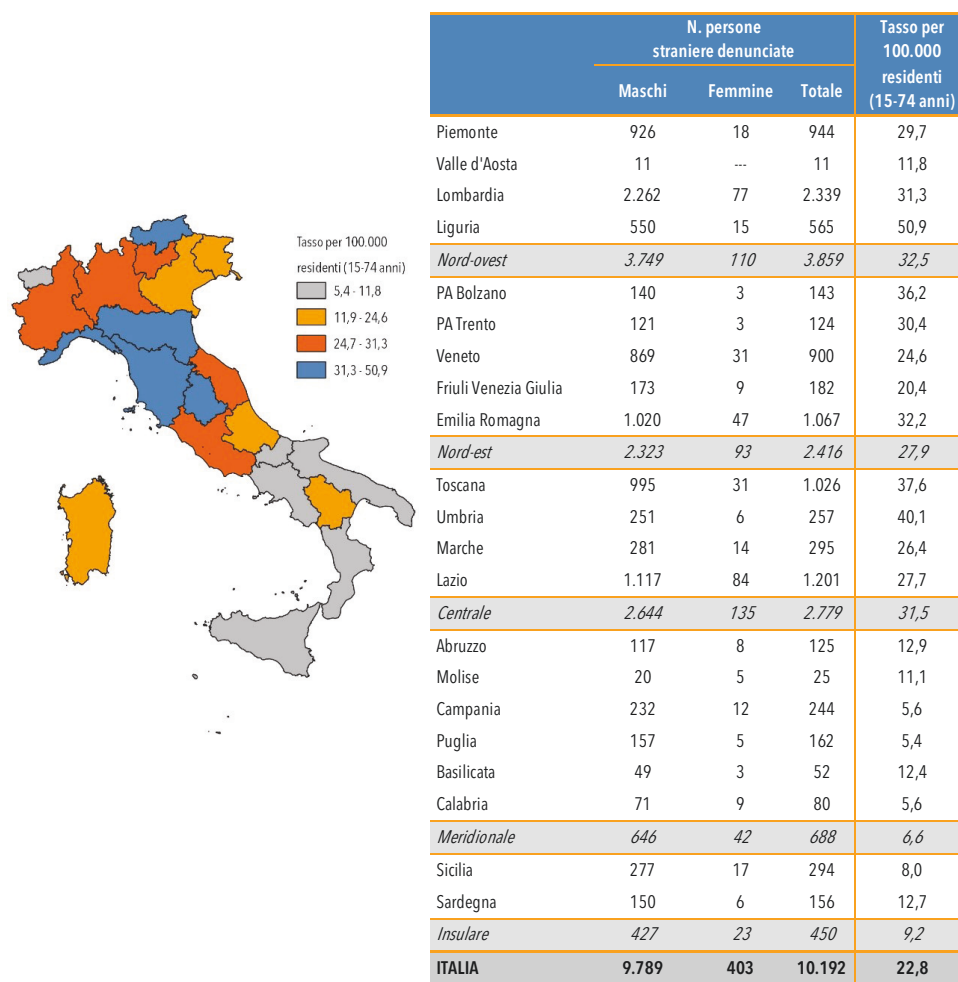 Tasso per 100.000
residenti (15-74 anni)
5,4 - 11,8
11,9 - 24,6
24,7 - 31,3
31,3 - 50,9
N. persone straniere denunciate
Tasso per 100.000 residenti (15-74 anni)
Maschi Femmine Totale
Piemonte 926 18 944 29,7
Valle d'Aosta 11 --- 11 11,8
Lombardia 2.262 77 2.339 31,3
Liguria 550 15 565 50,9
Nord-ovest 3.749 110 3.859 32,5
PA Bolzano 140 3 143 36,2
PA Trento 121 3 124 30,4
Veneto 869 31 900 24,6
Friuli Venezia Giulia 173 9 182 20,4
Emilia Romagna 1.020 47 1.067 32,2
Nord-est 2.323 93 2.416 27,9
Toscana 995 31 1.026 37,6
Umbria 251 6 257 40,1
Marche 281 14 295 26,4
Lazio 1.117 84 1.201 27,7
Centrale 2.644 135 2.779 31,5
Abruzzo 117 8 125 12,9
Molise 20 5 25 11,1
Campania 232 12 244 5,6
Puglia 157 5 162 5,4
Basilicata 49 3 52 12,4
Calabria 71 9 80 5,6
Meridionale 646 42 688 6,6
Sicilia 277 17 294 8,0
Sardegna 150 6 156 12,7
Insulare 427 23 450 9,2
ITALIA 9.789 403 10.192 22,8